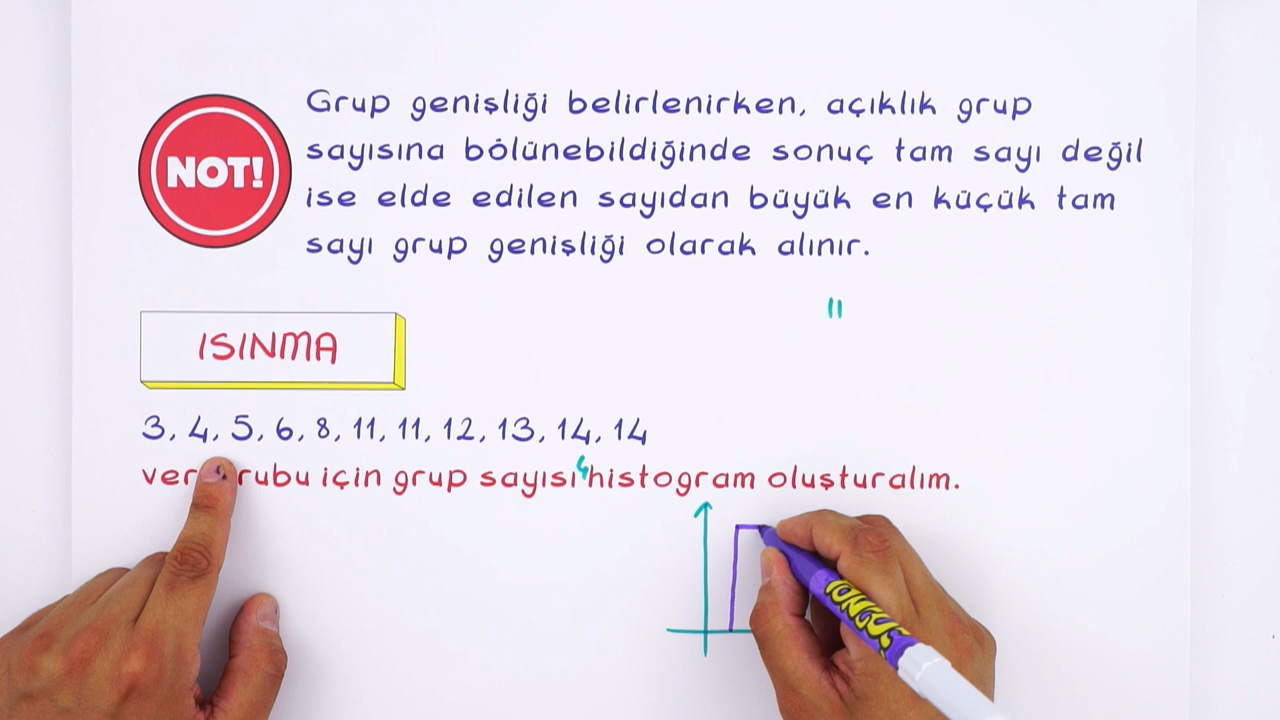 Grup genişliği belirlenirken, açıklık grup
NOT!
sayısına bölünebildiğinde sonuç tam sayı değil
ise elde edilen sayıdan büyük en küçük tam
sayı grup genişliği olarak alınır.
11
ISINMA
3, 4, 5, 6, 8, 11, 11, 12, 13, 14, 14
için grup sayısı 4 histogram oluşturalım.